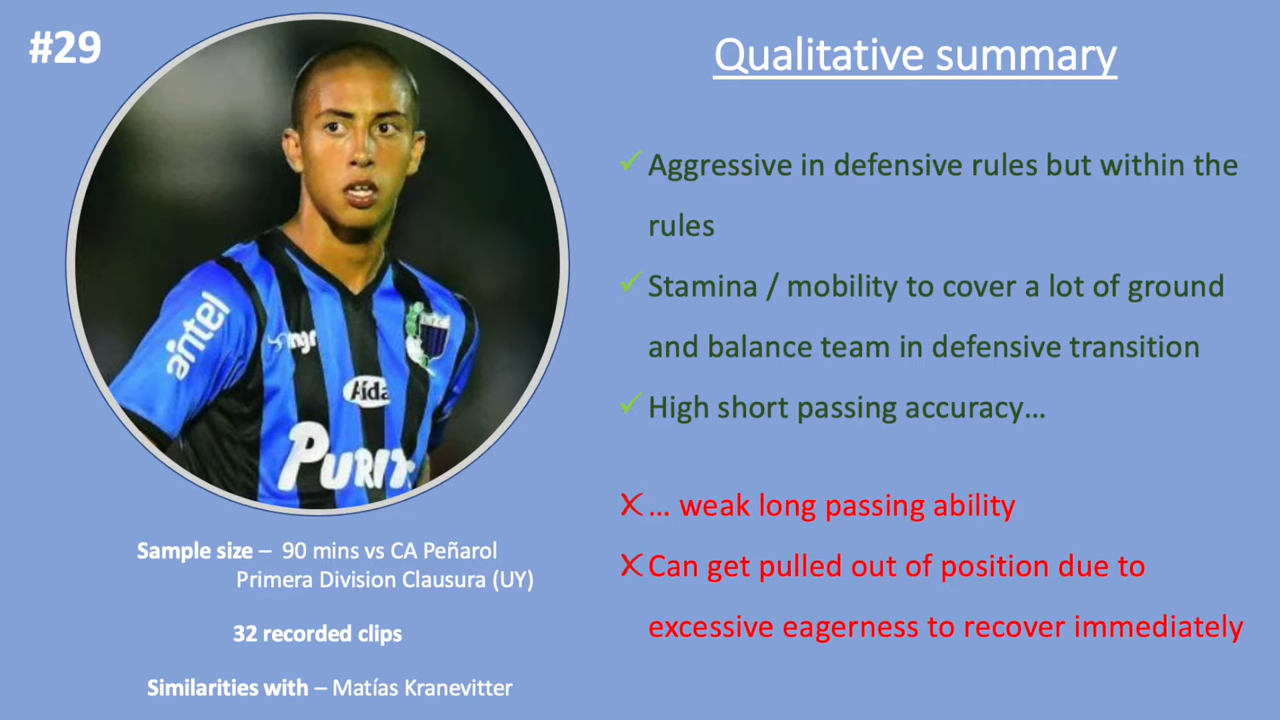 #29
Qualitative summary
✓ Aggressive in defensive rules but within the
rules
✓ Stamina / mobility to cover a lot of ground
and balance team in defensive transition
✓ High short passing accuracy…
X … weak long passing ability
X Can get pulled out of position due to
excessive eagerness to recover immediately
antel
Aída
PURIT
Sample size – 90 mins vs CA Peñarol
Primera Division Clausura (UY)
32 recorded clips
Similarities with – Matías Kranevitter